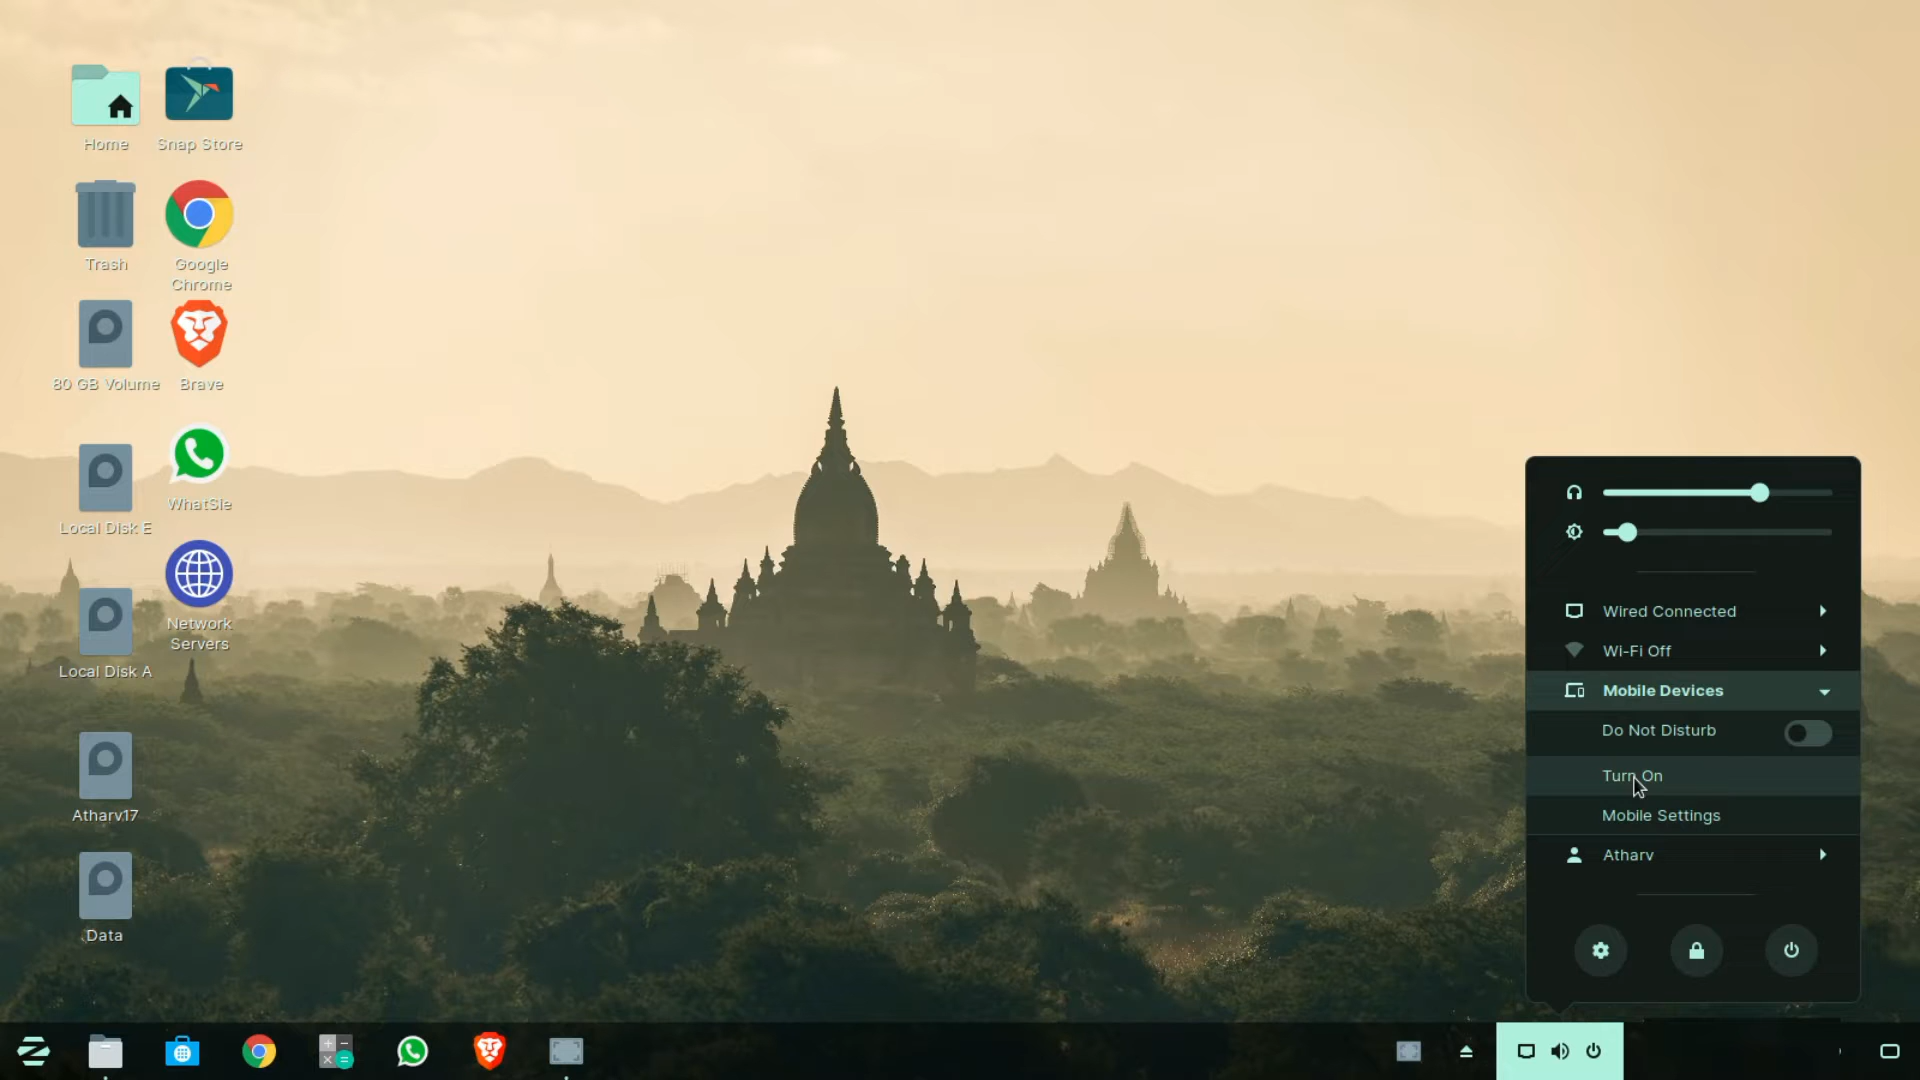 Home
Snap Store
Trash
Google
Chrome
80 GB Volume
Brave
Local Disk E
WhatSie
Network
Servers
Local Disk A
Atharv17
Data
Wired Connected
Wi-Fi Off
Mobile Devices
Do Not Disturb
Turn On
Mobile Settings
Atharv